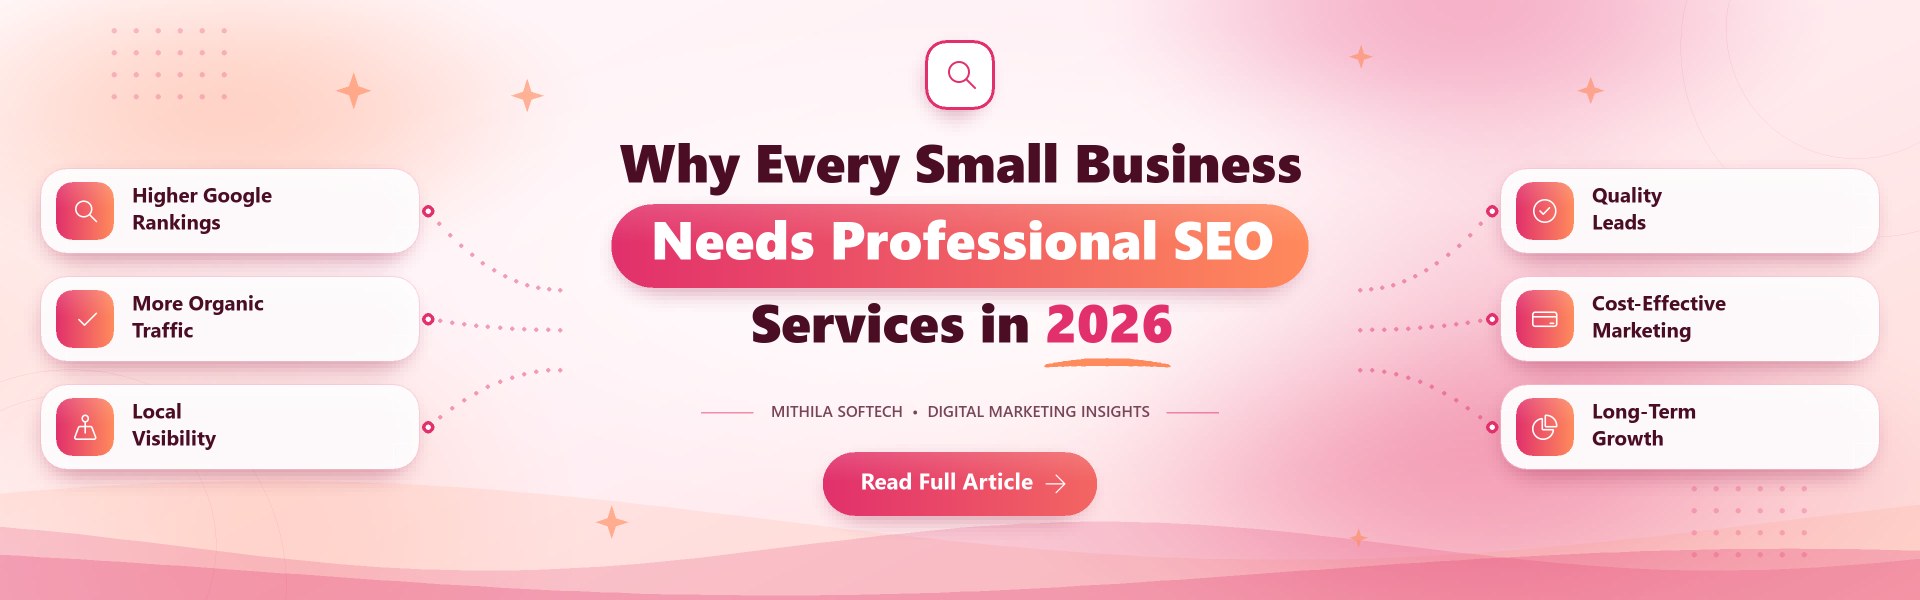 Why Every Small Business
Needs Professional SEO
Services in 2026
MITHILA SOFTECH • DIGITAL MARKETING INSIGHTS
Read Full Article →
Higher Google
Rankings
More Organic
Traffic
Local
Visibility
Quality
Leads
Cost-Effective
Marketing
Long-Term
Growth